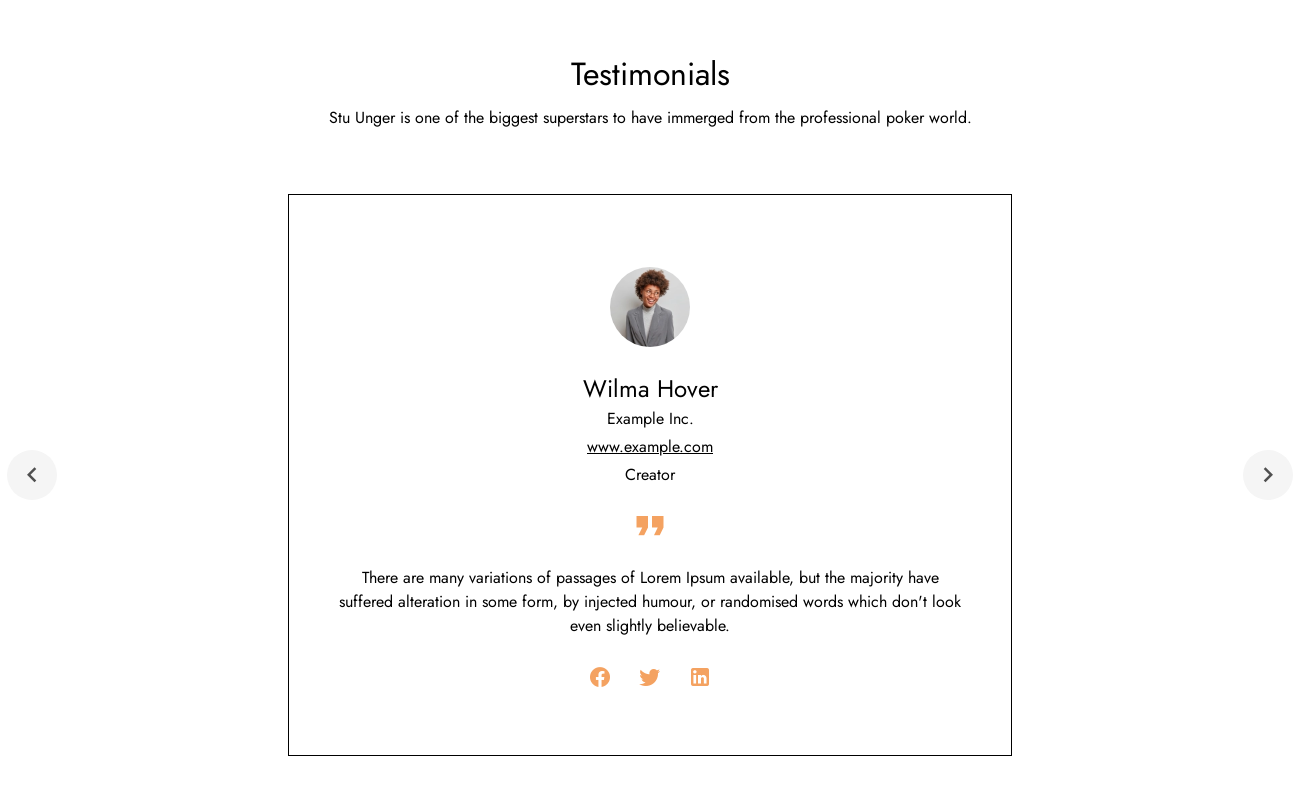 Testimonials
Stu Unger is one of the biggest superstars to have immerged from the professional poker world.
Wilma Hover
Example Inc.
www.example.com
Creator
There are many variations of passages of Lorem Ipsum available, but the majority have
suffered alteration in some form, by injected humour, or randomised words which don't look
even slightly believable.